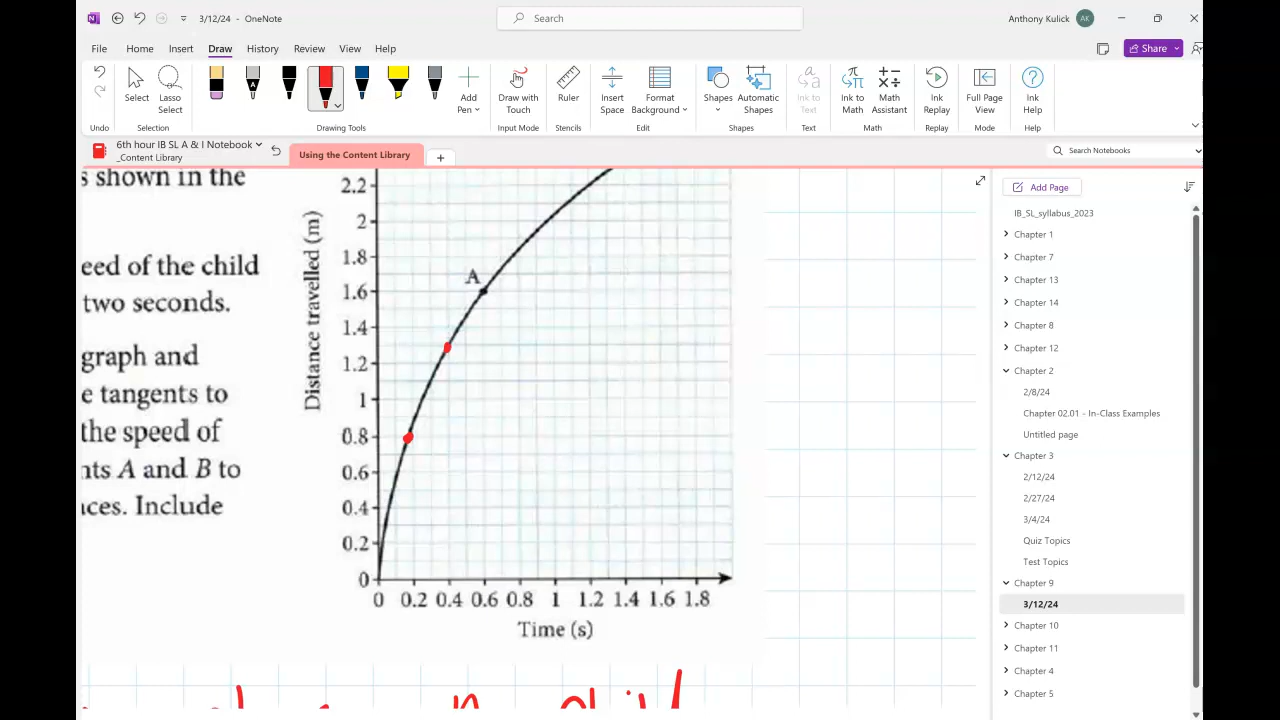 3/12/24 - OneNote
Search
Anthony Kulick
AK
File Home Insert Draw History Review View Help
Share
Undo
Select
Lasso Select
Selection
Drawing Tools
Add Pen
Draw with Touch
Input Mode
Ruler
Stencils
Insert Space
Format Background
Edit
Shapes
Automatic Shapes
Shapes
Ink to Text
Text
Ink to Math
Math Assistant
Math
Ink Replay
Replay
Full Page View
Mode
Ink Help
Help
6th hour IB SL A & I Notebook
_Content Library
Using the Content Library
Search Notebooks
s shown in the
eed of the child
two seconds.
graph and
e tangents to
the speed of
nts A and B to
ices. Include
Distance travelled (m)
2.2
2
1.8
1.6
1.4
1.2
1
0.8
0.6
0.4
0.2
0
A
0 0.2 0.4 0.6 0.8 1 1.2 1.4 1.6 1.8
Time (s)
Add Page
IB_SL_syllabus_2023
Chapter 1
Chapter 7
Chapter 13
Chapter 14
Chapter 8
Chapter 12
Chapter 2
2/8/24
Chapter 02.01 - In-Class Examples
Untitled page
Chapter 3
2/12/24
2/27/24
3/4/24
Quiz Topics
Test Topics
Chapter 9
3/12/24
Chapter 10
Chapter 11
Chapter 4
Chapter 5